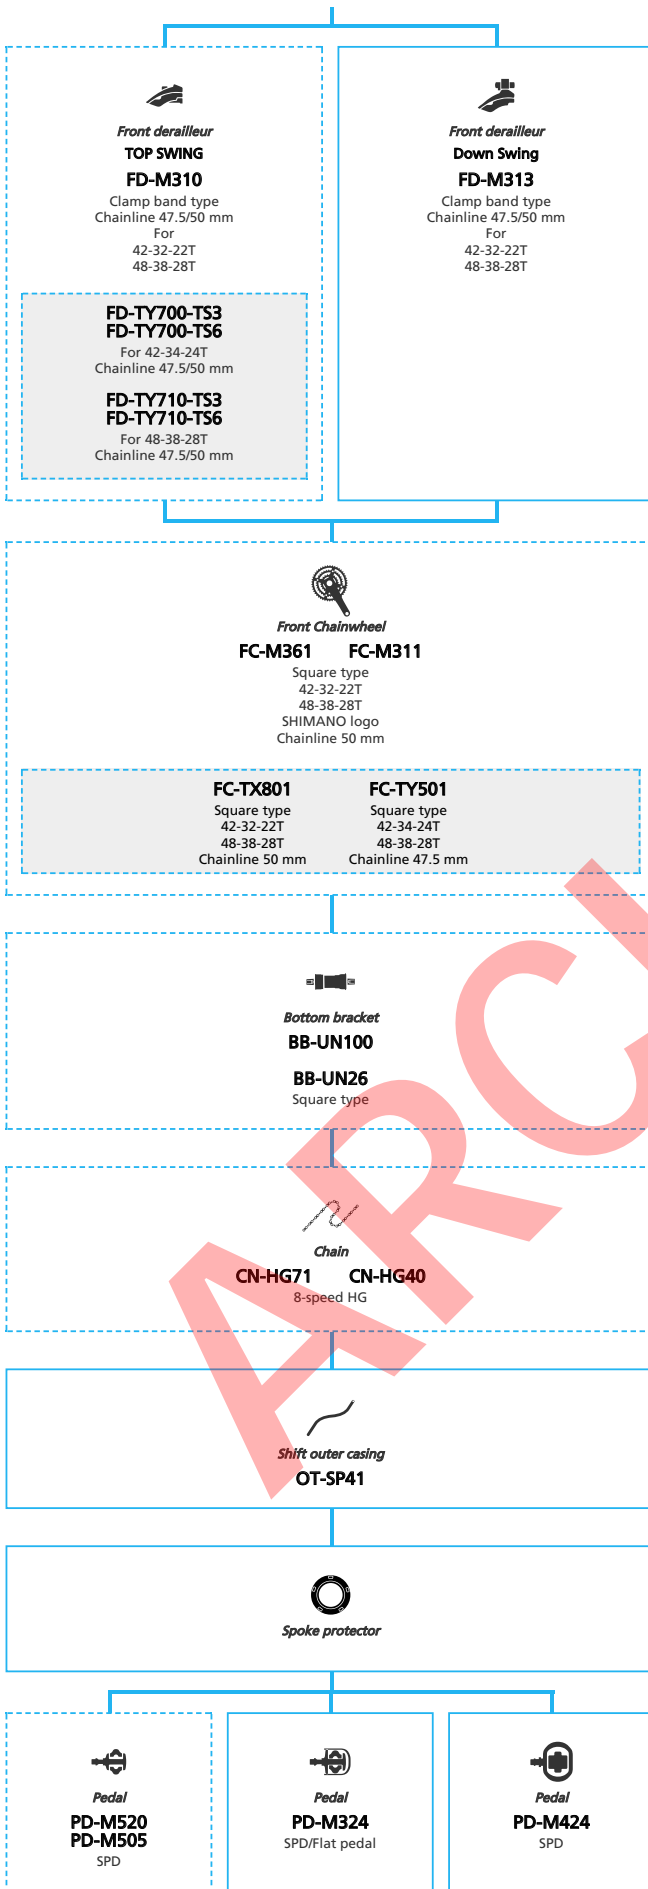 Front derailleur
TOP SWING
FD-M310
Clamp band type
Chainline 47.5/50 mm
For
42-32-22T
48-38-28T
FD-TY700-TS3
FD-TY700-TS6
For 42-34-24T
Chainline 47.5/50 mm
FD-TY710-TS3
FD-TY710-TS6
For 48-38-28T
Chainline 47.5/50 mm
Front derailleur
Down Swing
FD-M313
Clamp band type
Chainline 47.5/50 mm
For
42-32-22T
48-38-28T
Front Chainwheel
FC-M361 FC-M311
Square type
42-32-22T
48-38-28T
SHIMANO logo
Chainline 50 mm
FC-TX801
Square type
42-32-22T
48-38-28T
Chainline 50 mm
FC-TY501
Square type
42-34-24T
48-38-28T
Chainline 47.5 mm
Bottom bracket
BB-UN100
BB-UN26
Square type
Chain
CN-HG71 CN-HG40
8-speed HG
Shift outer casing
OT-SP41
Spoke protector
Pedal
PD-M520
PD-M505
SPD
Pedal
PD-M324
SPD/Flat pedal
Pedal
PD-M424
SPD
ARC